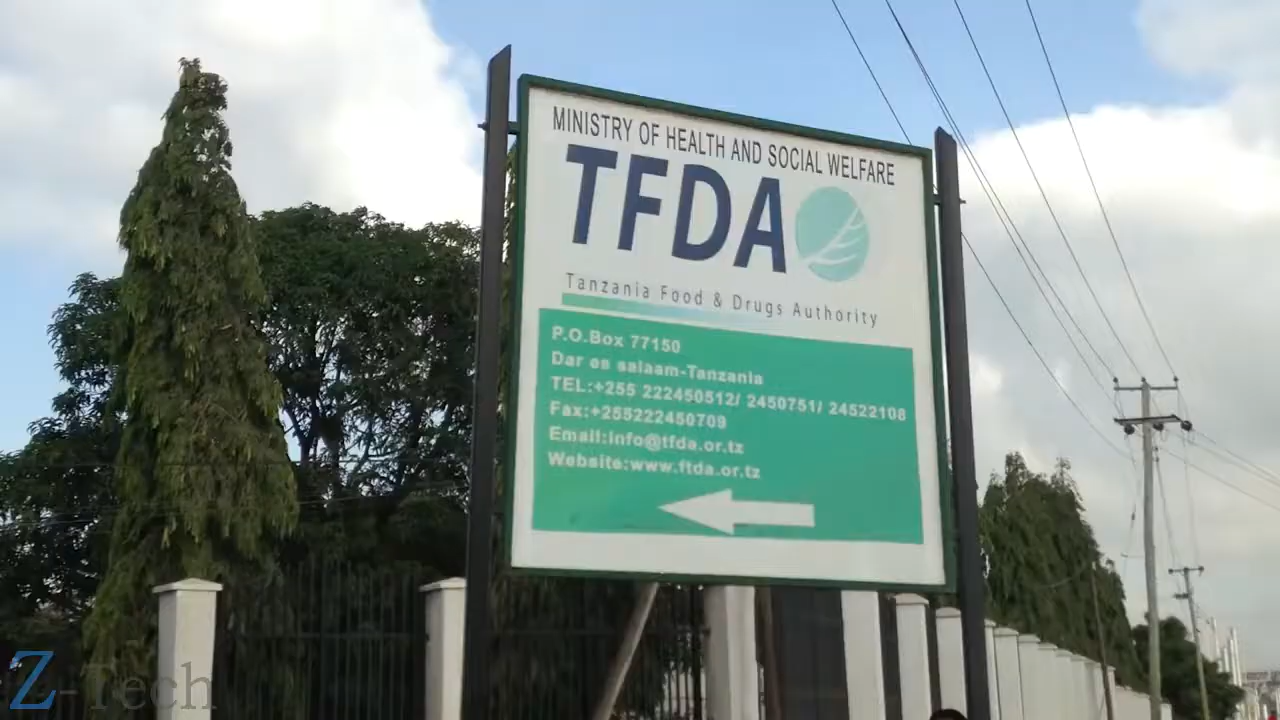 MINISTRY OF HEALTH AND SOCIAL WELFARE
TFDA
Tanzania Food & Drugs Authority
P.O.Box 77150
Dar es salaam-Tanzania
TEL:+255 222450512/ 2450751/ 24522108
Fax:+255222450709
Email:info@tfda.or.tz
Website:www.ftda.or.tz
Z-Tech